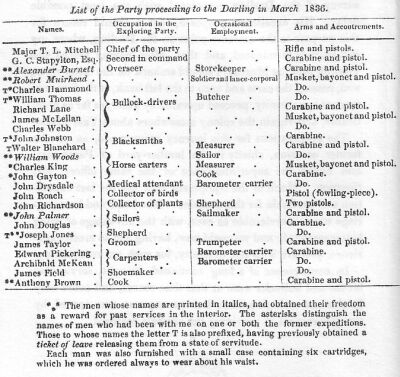 List of the Party proceeding to the Darling in March 1836.
Names. Occupation in the Exploring Party. Occasional Employment. Arms and Accoutrements.
Major T. L. Mitchell Chief of the party . . Rifle and pistols.
G. C. Stapylton, Esq. Second in command . . Carabine and pistol.
**Alexander Burnett Overseer Storekeeper . Carabine and pistols.
**Robert Muirhead . Soldier and lance-corporal Musket, bayonet and pistol.
T*Charles Hammond . . Do.
T*William Thomas . Butcher . Do.
Richard Lane . Bullock-drivers . . Carabine and pistol.
James McLellan . . . Musket, bayonet and pistol.
Charles Webb . . . Do.
T*John Johnston . Blacksmiths . . Carabine.
T*Walter Blanchard . Measurer . Carabine and pistol.
**William Woods . Sailor . Do.
*Charles King . Horse carters Measurer . Musket, bayonet and pistol.
*John Gayton . Cook . Carabine.
John Drysdale . Medical attendant Barometer carrier Do.
John Roach . Collector of birds . . Pistol (fowling-piece).
John Richardson . Collector of plants Shepherd . Two pistols.
**John Palmer . Sailors Sailmaker . Carabine and pistol.
John Douglas . . . Do.
T**Joseph Jones . Shepherd . . Do.
James Taylor . Groom . Trumpeter . Carabine and pistol.
Edward Pickering . Carpenters Barometer-carrier Carabine.
Archibald McKean . Barometer carrier Do.
James Field . Shoemaker . . . Do.
**Anthony Brown . Cook . . . Carabine and pistol.
*** The men whose names are printed in italics, had obtained their freedom
as a reward for past services in the interior. The asterisks distinguish the
names of men who had been with me on one or both the former expeditions.
Those to whose names the letter T is also prefixed, having previously obtained a
ticket of leave releasing them from a state of servitude.
Each man was also furnished with a small case containing six cartridges,
which he was ordered always to wear about his waist.